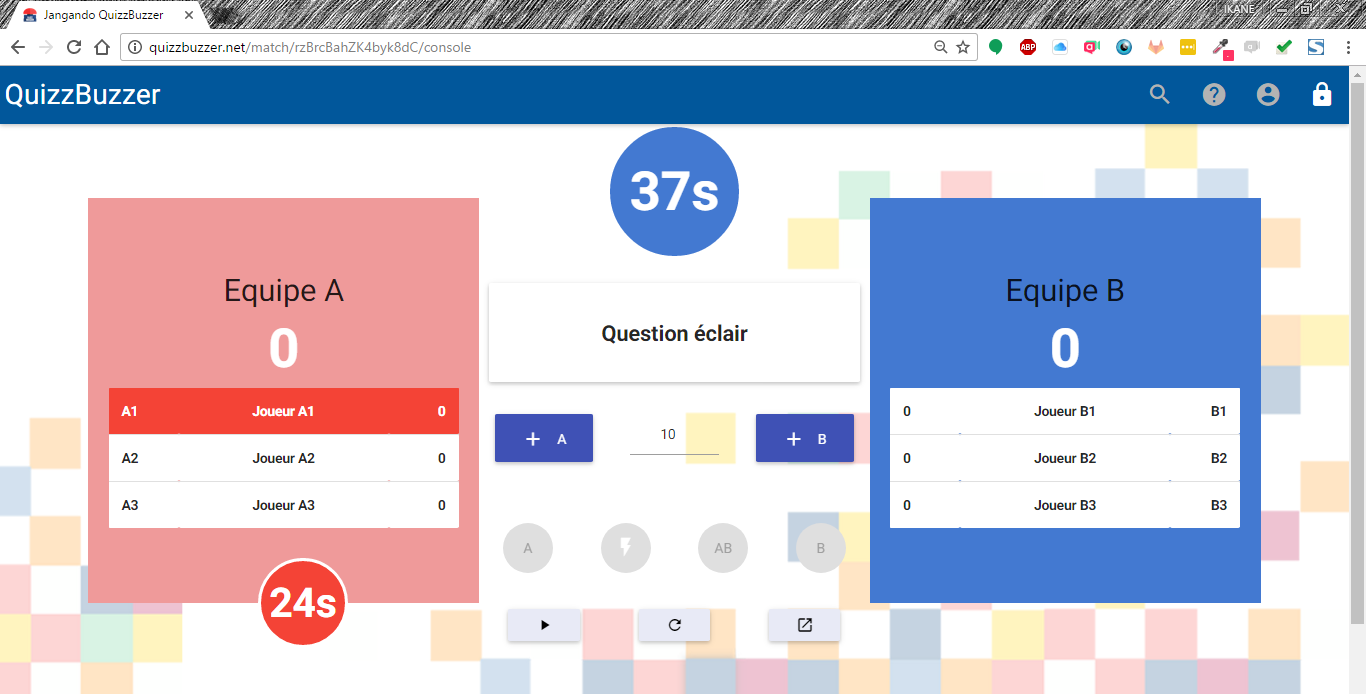 Jangando QuizzBuzzer
IKANE
quizzbuzzer.net/match/rzBrcBahZK4byk8dC/console
ABP
QuizzBuzzer
37s
Equipe A
0
A1 Joueur A1 0
A2 Joueur A2 0
A3 Joueur A3 0
24s
Question éclair
+ A
10
+ B
A
AB
B
Equipe B
0
0 Joueur B1 B1
0 Joueur B2 B2
0 Joueur B3 B3